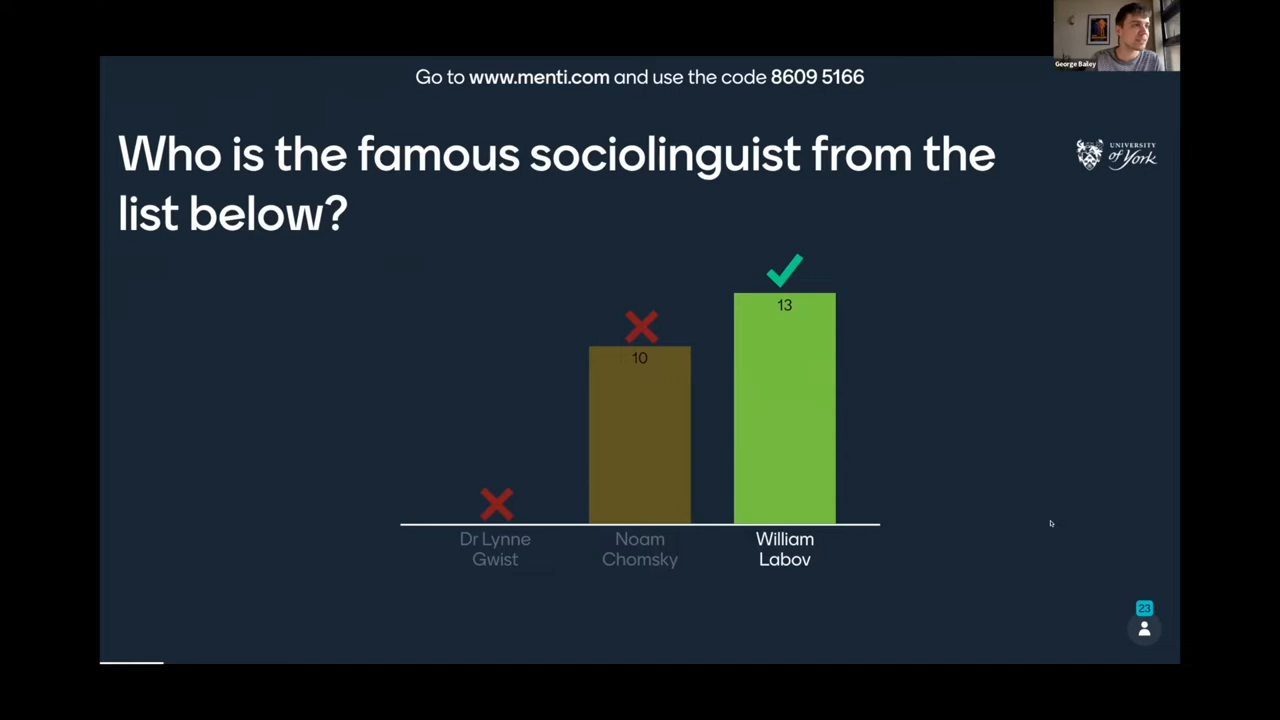 George Bailey
Go to www.menti.com and use the code 8609 5166
Who is the famous sociolinguist from the
list below?
UNIVERSITY
of York
13
10
Dr Lynne
Gwist
Noam
Chomsky
William
Labov
23